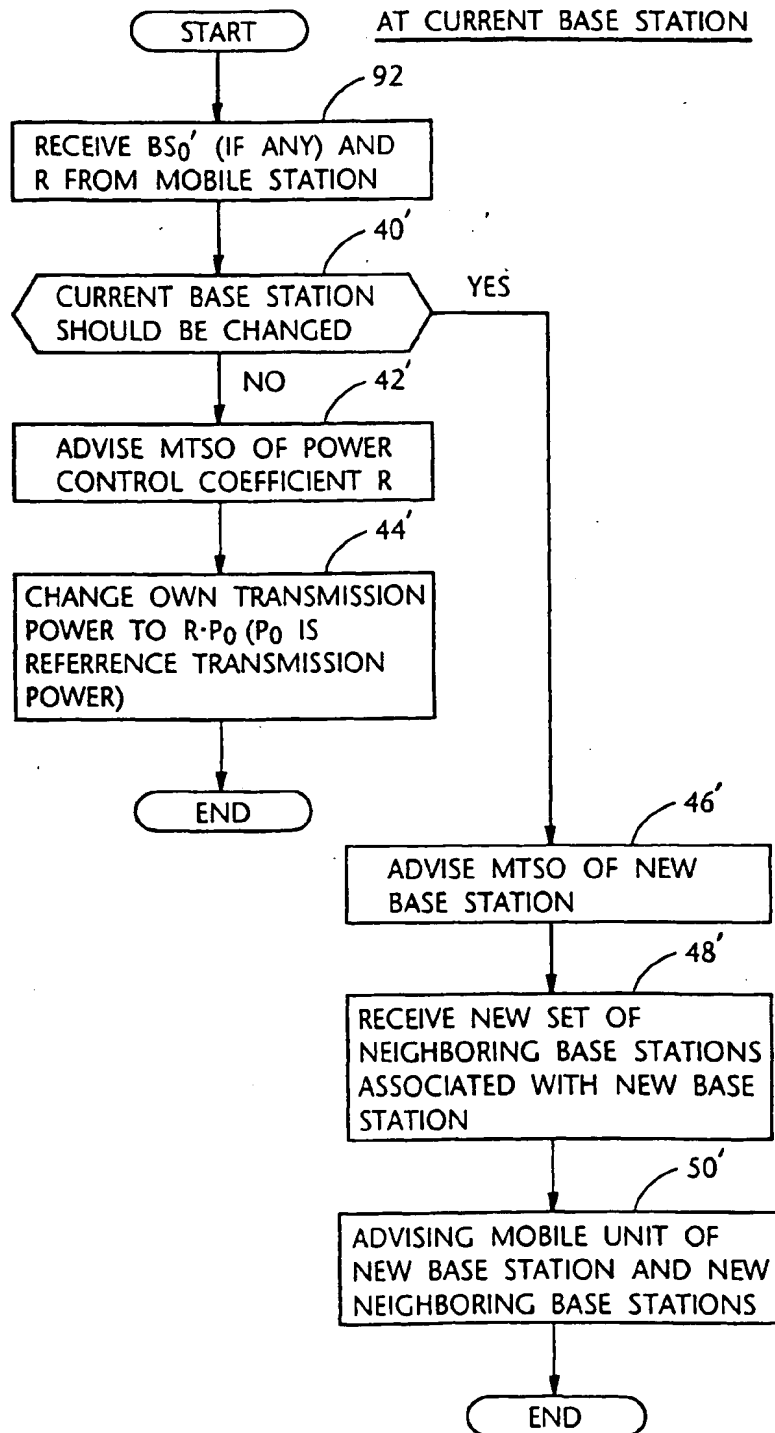 START
AT CURRENT BASE STATION
92
RECEIVE BS0′ (IF ANY) AND
R FROM MOBILE STATION
40′
CURRENT BASE STATION
SHOULD BE CHANGED
YES
NO
42′
ADVISE MTSO OF POWER
CONTROL COEFFICIENT R
44′
CHANGE OWN TRANSMISSION
POWER TO R·P0 (P0 IS
REFERRENCE TRANSMISSION
POWER)
END
46′
ADVISE MTSO OF NEW
BASE STATION
48′
RECEIVE NEW SET OF
NEIGHBORING BASE STATIONS
ASSOCIATED WITH NEW BASE
STATION
50′
ADVISING MOBILE UNIT OF
NEW BASE STATION AND NEW
NEIGHBORING BASE STATIONS
END